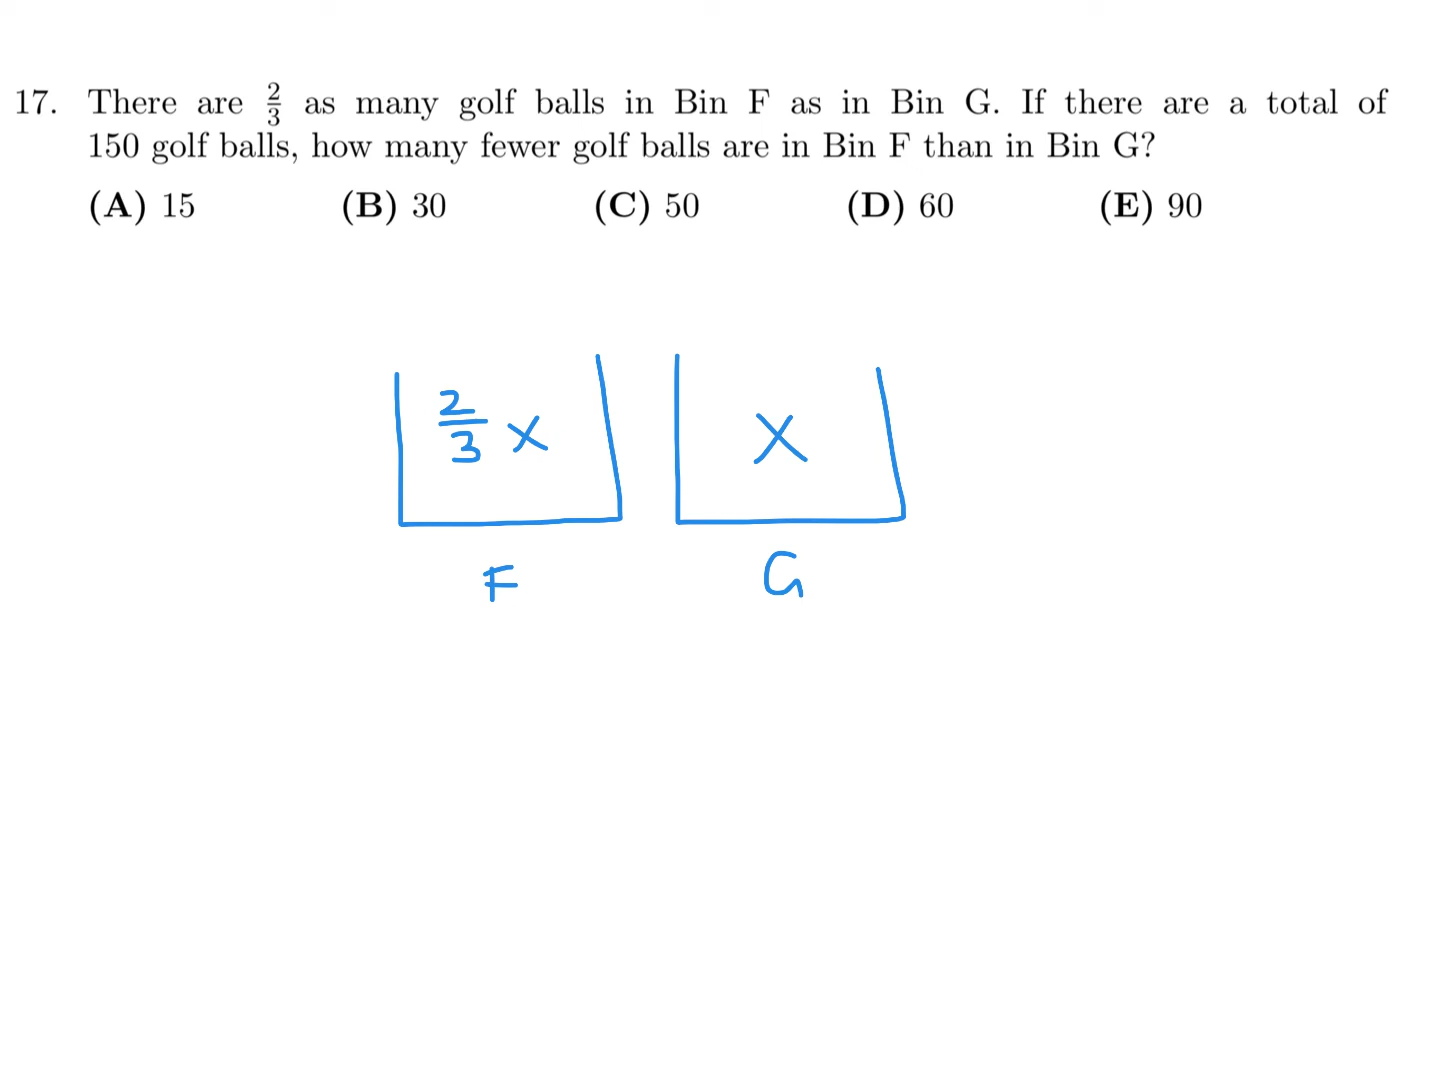 17. There are 2/3 as many golf balls in Bin F as in Bin G. If there are a total of
150 golf balls, how many fewer golf balls are in Bin F than in Bin G?
(A) 15 (B) 30 (C) 50 (D) 60 (E) 90
2/3 x x
F G